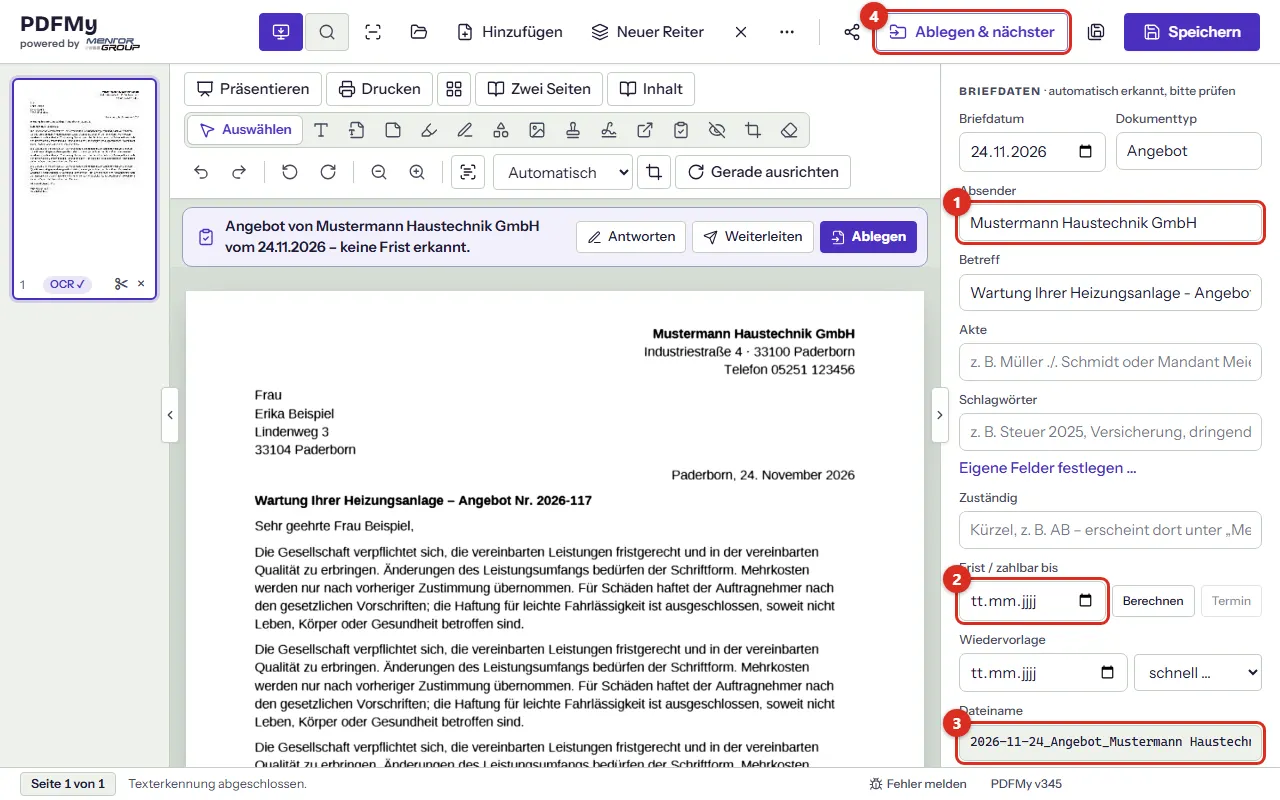 PDFMy
powered by MENTOR GROUP
Hinzufügen
Neuer Reiter
4
Ablegen & nächster
Speichern
1 OCR ✓
Präsentieren
Drucken
Zwei Seiten
Inhalt
Auswählen
Automatisch
Gerade ausrichten
Angebot von Mustermann Haustechnik GmbH
vom 24.11.2026 – keine Frist erkannt.
Antworten
Weiterleiten
Ablegen
Mustermann Haustechnik GmbH
Industriestraße 4 · 33100 Paderborn
Telefon 05251 123456
Frau
Erika Beispiel
Lindenweg 3
33104 Paderborn
Paderborn, 24. November 2026
Wartung Ihrer Heizungsanlage – Angebot Nr. 2026-117
Sehr geehrte Frau Beispiel,
Die Gesellschaft verpflichtet sich, die vereinbarten Leistungen fristgerecht und in der vereinbarten
Qualität zu erbringen. Änderungen des Leistungsumfangs bedürfen der Schriftform. Mehrkosten
werden nur nach vorheriger Zustimmung übernommen. Für Schäden haftet der Auftragnehmer nach
den gesetzlichen Vorschriften; die Haftung für leichte Fahrlässigkeit ist ausgeschlossen, soweit nicht
Leben, Körper oder Gesundheit betroffen sind.
Die Gesellschaft verpflichtet sich, die vereinbarten Leistungen fristgerecht und in der vereinbarten
Qualität zu erbringen. Änderungen des Leistungsumfangs bedürfen der Schriftform. Mehrkosten
werden nur nach vorheriger Zustimmung übernommen. Für Schäden haftet der Auftragnehmer nach
den gesetzlichen Vorschriften; die Haftung für leichte Fahrlässigkeit ist ausgeschlossen, soweit nicht
Leben, Körper oder Gesundheit betroffen sind.
Die Gesellschaft verpflichtet sich, die vereinbarten Leistungen fristgerecht und in der vereinbarten
Qualität zu erbringen. Änderungen des Leistungsumfangs bedürfen der Schriftform. Mehrkosten
BRIEFDATEN · automatisch erkannt, bitte prüfen
Briefdatum
Dokumenttyp
24.11.2026
Angebot
Absender
1
Mustermann Haustechnik GmbH
Betreff
Wartung Ihrer Heizungsanlage - Angebo
Akte
z. B. Müller ./. Schmidt oder Mandant Meie
Schlagwörter
z. B. Steuer 2025, Versicherung, dringend
Eigene Felder festlegen ...
Zuständig
Kürzel, z. B. AB – erscheint dort unter „Me
Frist / zahlbar bis
2
tt.mm.jjjj
Berechnen
Termin
Wiedervorlage
tt.mm.jjjj
schnell ...
Dateiname
3
2026-11-24_Angebot_Mustermann Haustechn
Seite 1 von 1
Texterkennung abgeschlossen.
Fehler melden
PDFMy v345